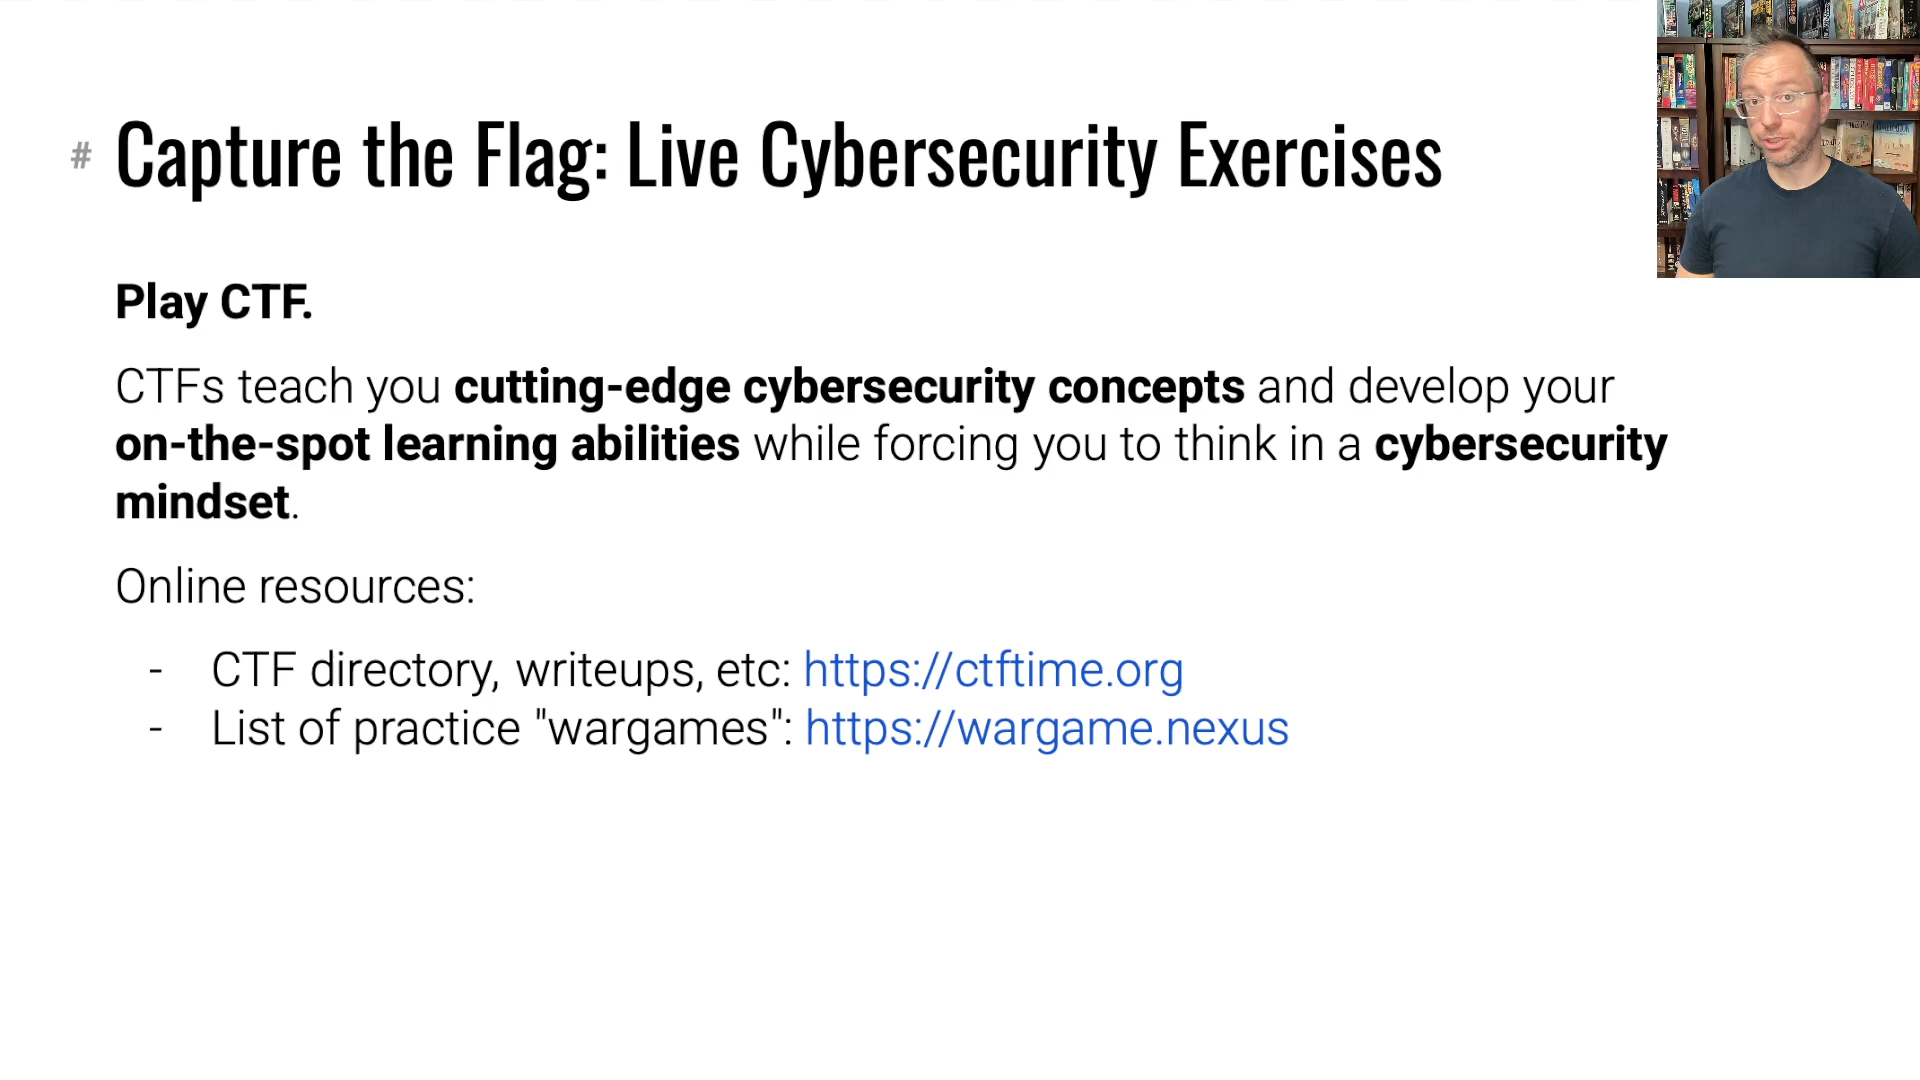 # Capture the Flag: Live Cybersecurity Exercises
Play CTF.
CTFs teach you cutting-edge cybersecurity concepts and develop your
on-the-spot learning abilities while forcing you to think in a cybersecurity
mindset.
Online resources:
- CTF directory, writeups, etc: https://ctftime.org
- List of practice "wargames": https://wargame.nexus